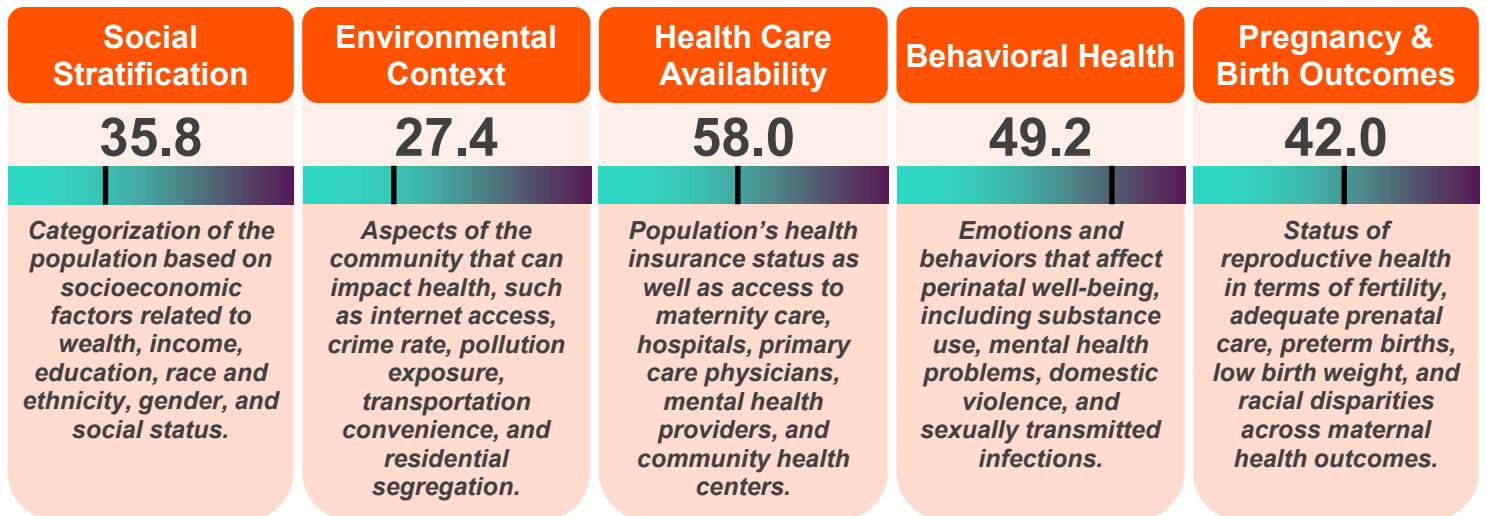 Social
Stratification
35.8
Categorization of the
population based on
socioeconomic
factors related to
wealth, income,
education, race and
ethnicity, gender, and
social status.
Environmental
Context
27.4
Aspects of the
community that can
impact health, such
as internet access,
crime rate, pollution
exposure,
transportation
convenience, and
residential
segregation.
Health Care
Availability
58.0
Population’s health
insurance status as
well as access to
maternity care,
hospitals, primary
care physicians,
mental health
providers, and
community health
centers.
Behavioral Health
49.2
Emotions and
behaviors that affect
perinatal well-being,
including substance
use, mental health
problems, domestic
violence, and
sexually transmitted
infections.
Pregnancy &
Birth Outcomes
42.0
Status of
reproductive health
in terms of fertility,
adequate prenatal
care, preterm births,
low birth weight, and
racial disparities
across maternal
health outcomes.